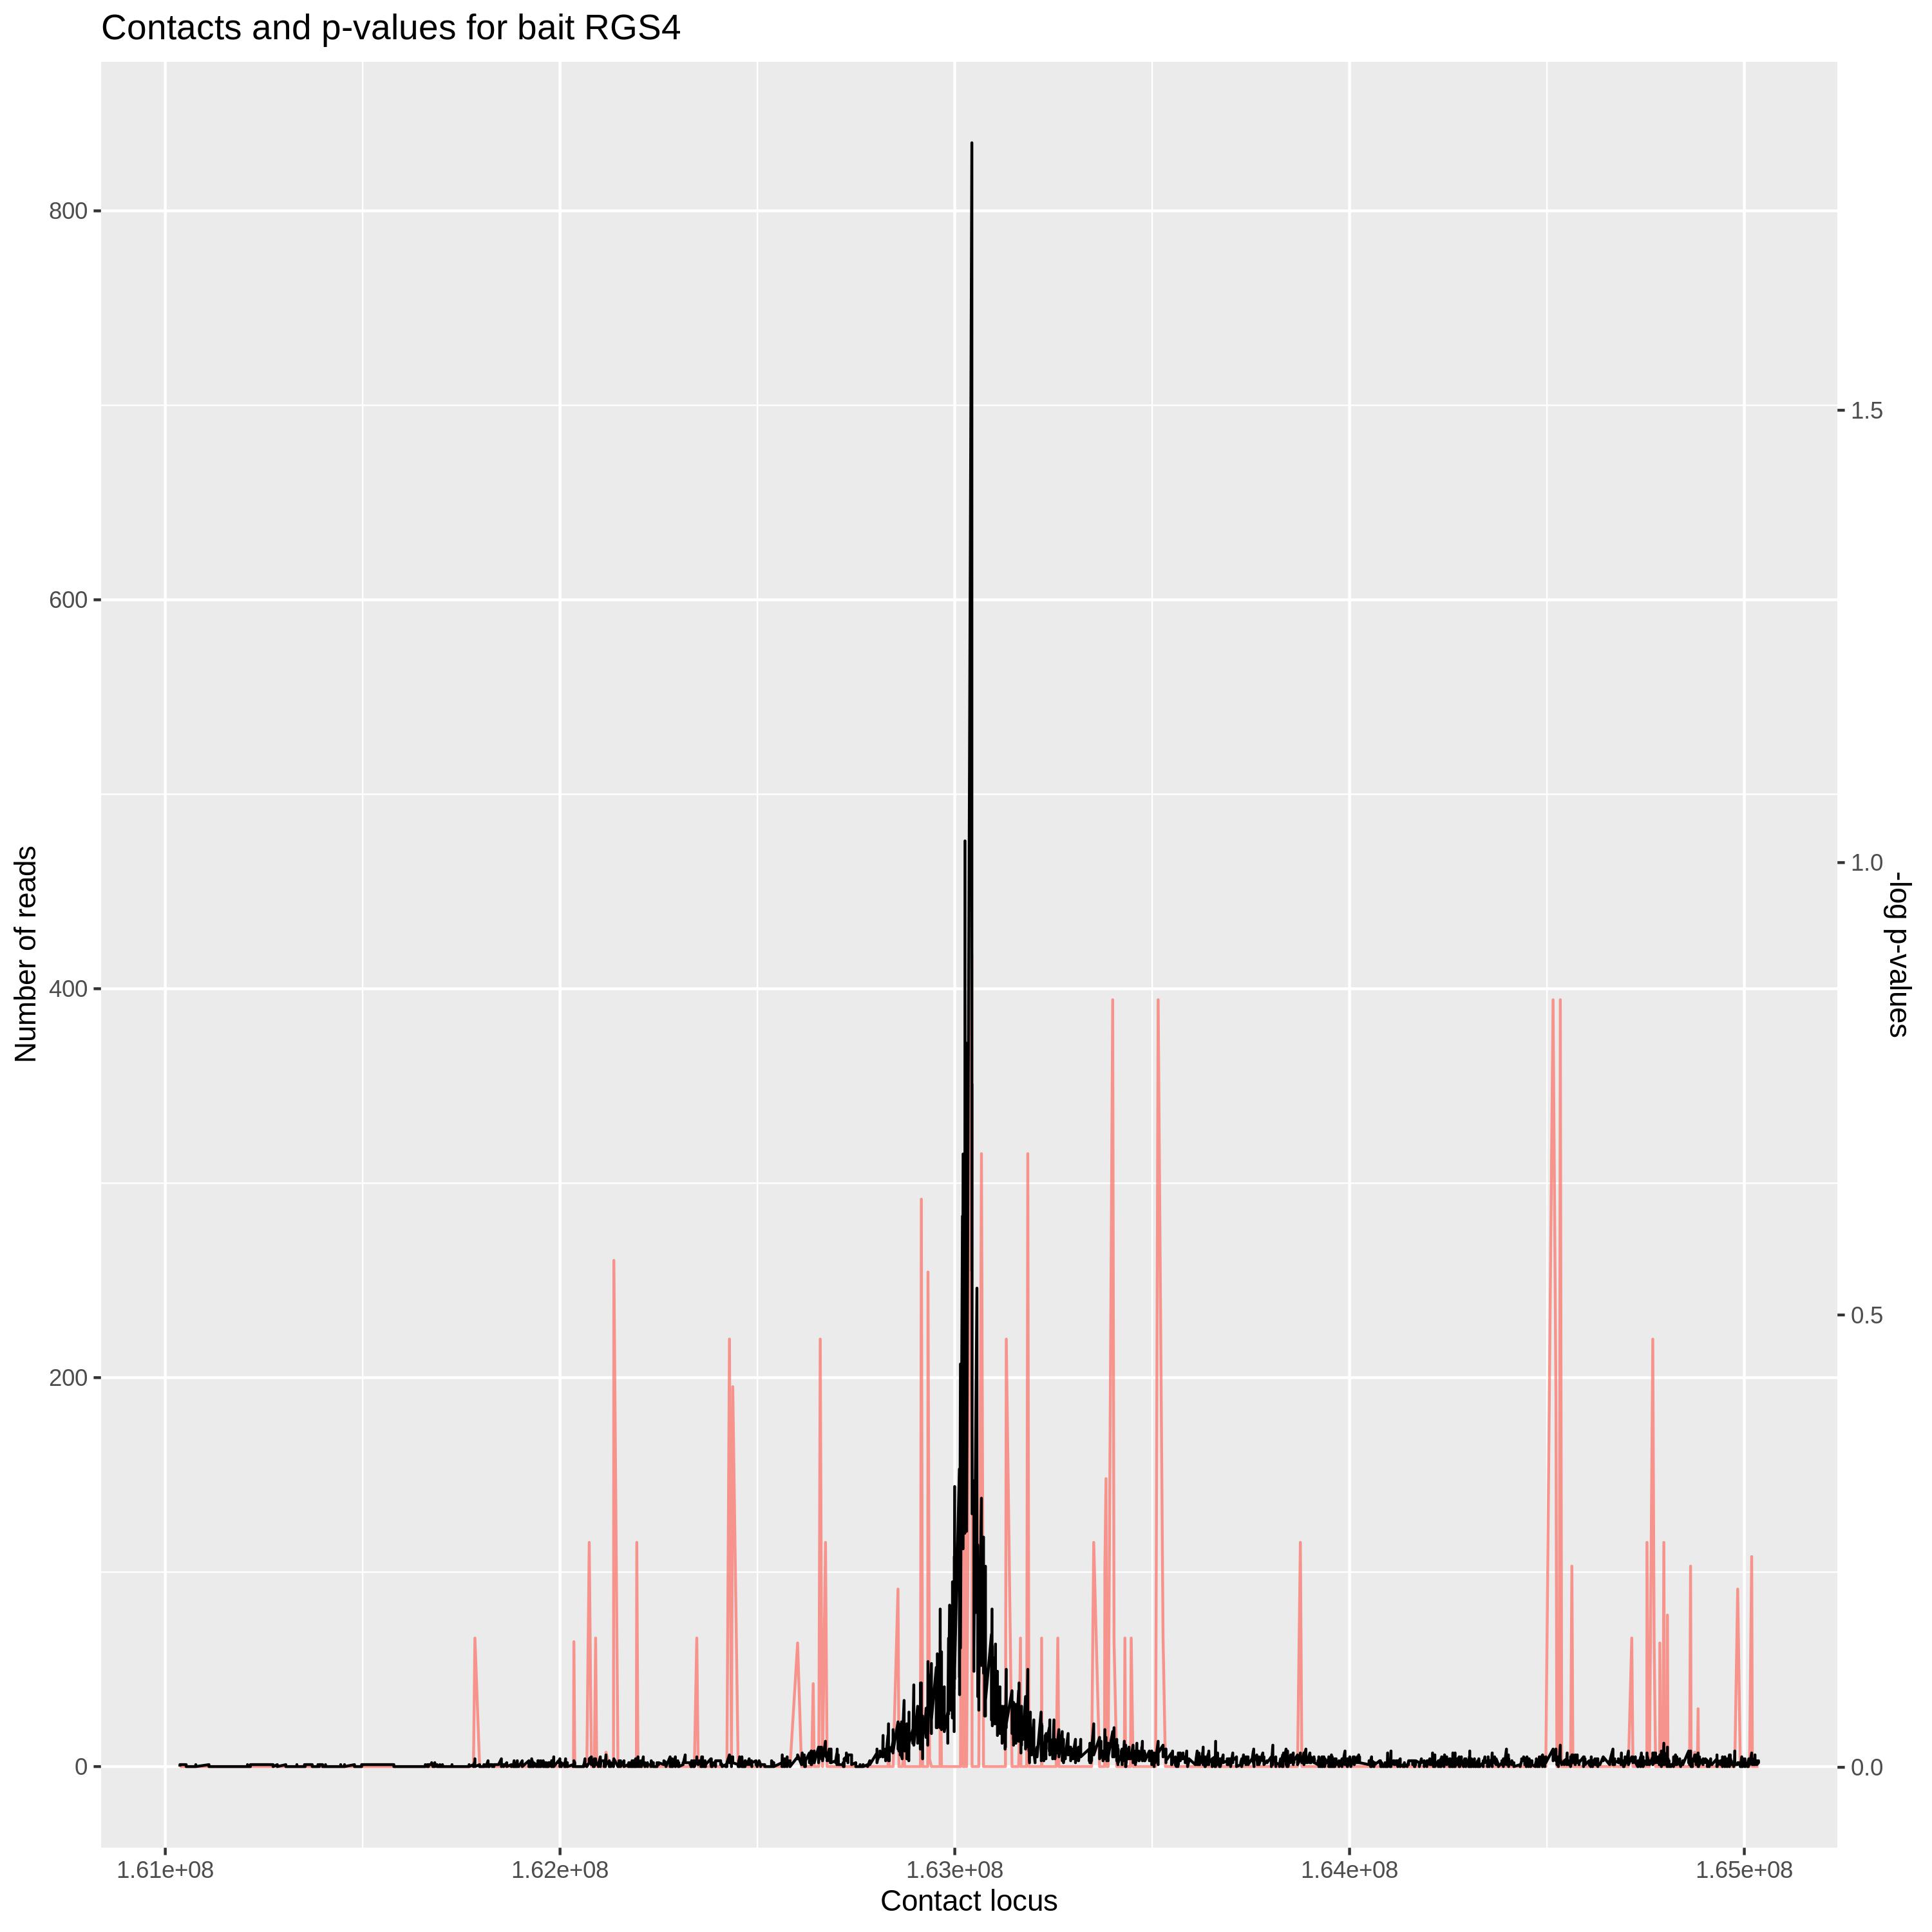 Contacts and p-values for bait RGS4
800
600
400
200
0
Number of reads
1.5
1.0
0.5
0.0
-log p-values
1.61e+08 1.62e+08 1.63e+08 1.64e+08 1.65e+08
Contact locus